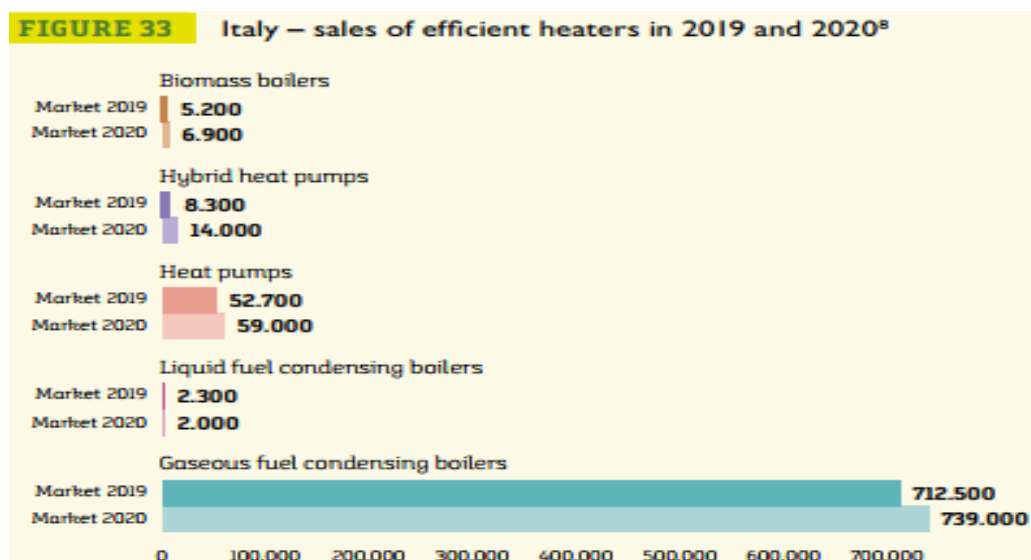 FIGURE 33 Italy – sales of efficient heaters in 2019 and 2020⁸
Biomass boilers
Market 2019 5.200
Market 2020 6.900
Hybrid heat pumps
Market 2019 8.300
Market 2020 14.000
Heat pumps
Market 2019 52.700
Market 2020 59.000
Liquid fuel condensing boilers
Market 2019 2.300
Market 2020 2.000
Gaseous fuel condensing boilers
Market 2019 712.500
Market 2020 739.000
0 100.000 200.000 300.000 400.000 500.000 600.000 700.000